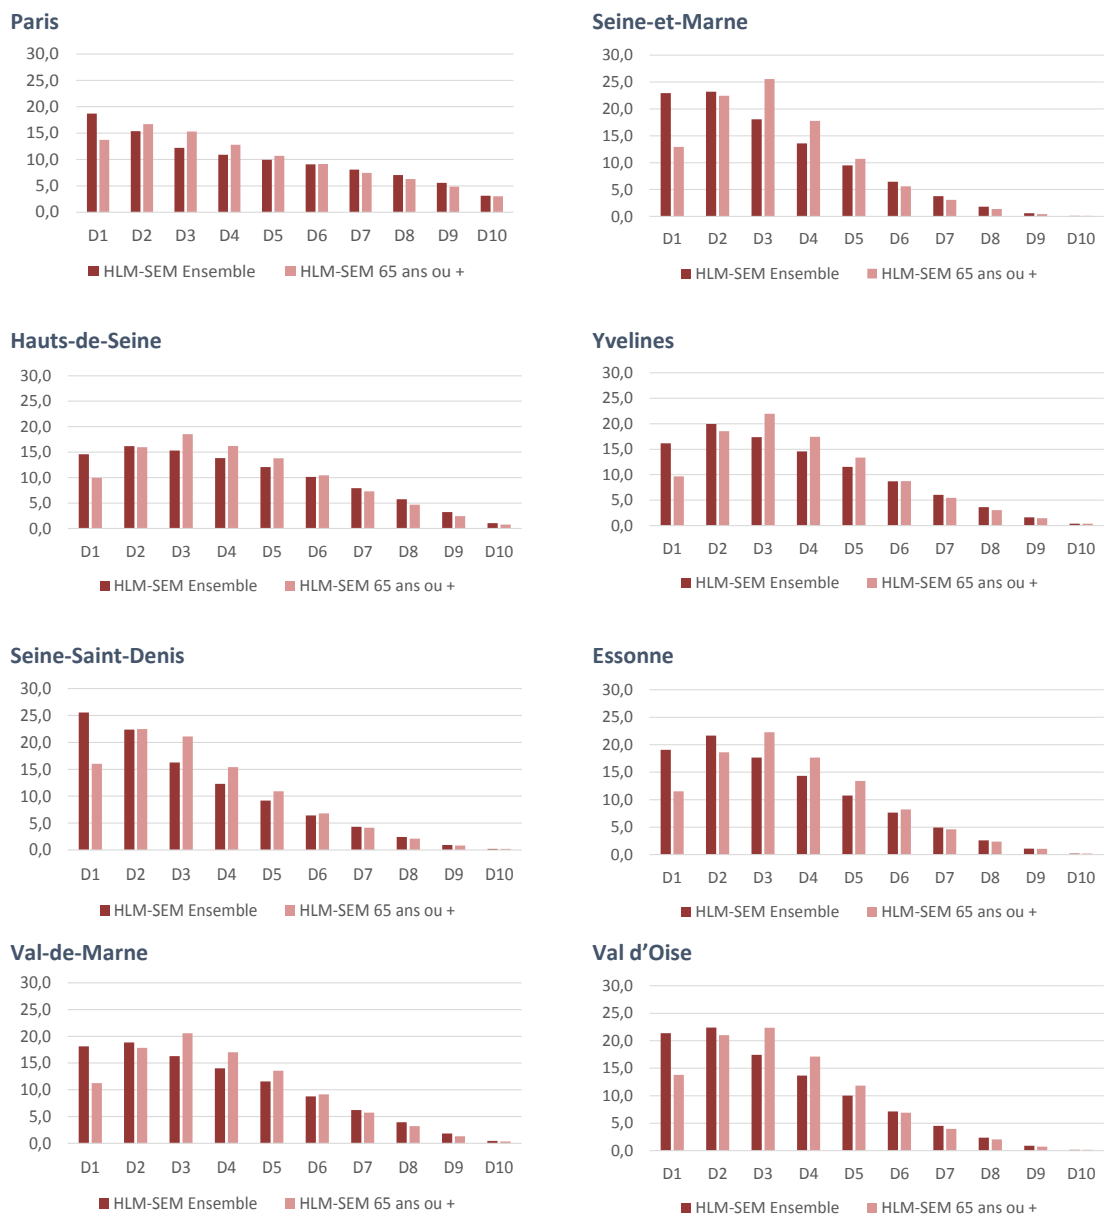 Paris
30,0
25,0
20,0
15,0
10,0
5,0
0,0
D1 D2 D3 D4 D5 D6 D7 D8 D9 D10
HLM-SEM Ensemble HLM-SEM 65 ans ou +
Seine-et-Marne
30,0
25,0
20,0
15,0
10,0
5,0
0,0
D1 D2 D3 D4 D5 D6 D7 D8 D9 D10
HLM-SEM Ensemble HLM-SEM 65 ans ou +
Hauts-de-Seine
30,0
25,0
20,0
15,0
10,0
5,0
0,0
D1 D2 D3 D4 D5 D6 D7 D8 D9 D10
HLM-SEM Ensemble HLM-SEM 65 ans ou +
Yvelines
30,0
25,0
20,0
15,0
10,0
5,0
0,0
D1 D2 D3 D4 D5 D6 D7 D8 D9 D10
HLM-SEM Ensemble HLM-SEM 65 ans ou +
Seine-Saint-Denis
30,0
25,0
20,0
15,0
10,0
5,0
0,0
D1 D2 D3 D4 D5 D6 D7 D8 D9 D10
HLM-SEM Ensemble HLM-SEM 65 ans ou +
Essonne
30,0
25,0
20,0
15,0
10,0
5,0
0,0
D1 D2 D3 D4 D5 D6 D7 D8 D9 D10
HLM-SEM Ensemble HLM-SEM 65 ans ou +
Val-de-Marne
30,0
25,0
20,0
15,0
10,0
5,0
0,0
D1 D2 D3 D4 D5 D6 D7 D8 D9 D10
HLM-SEM Ensemble HLM-SEM 65 ans ou +
Val d’Oise
30,0
25,0
20,0
15,0
10,0
5,0
0,0
D1 D2 D3 D4 D5 D6 D7 D8 D9 D10
HLM-SEM Ensemble HLM-SEM 65 ans ou +